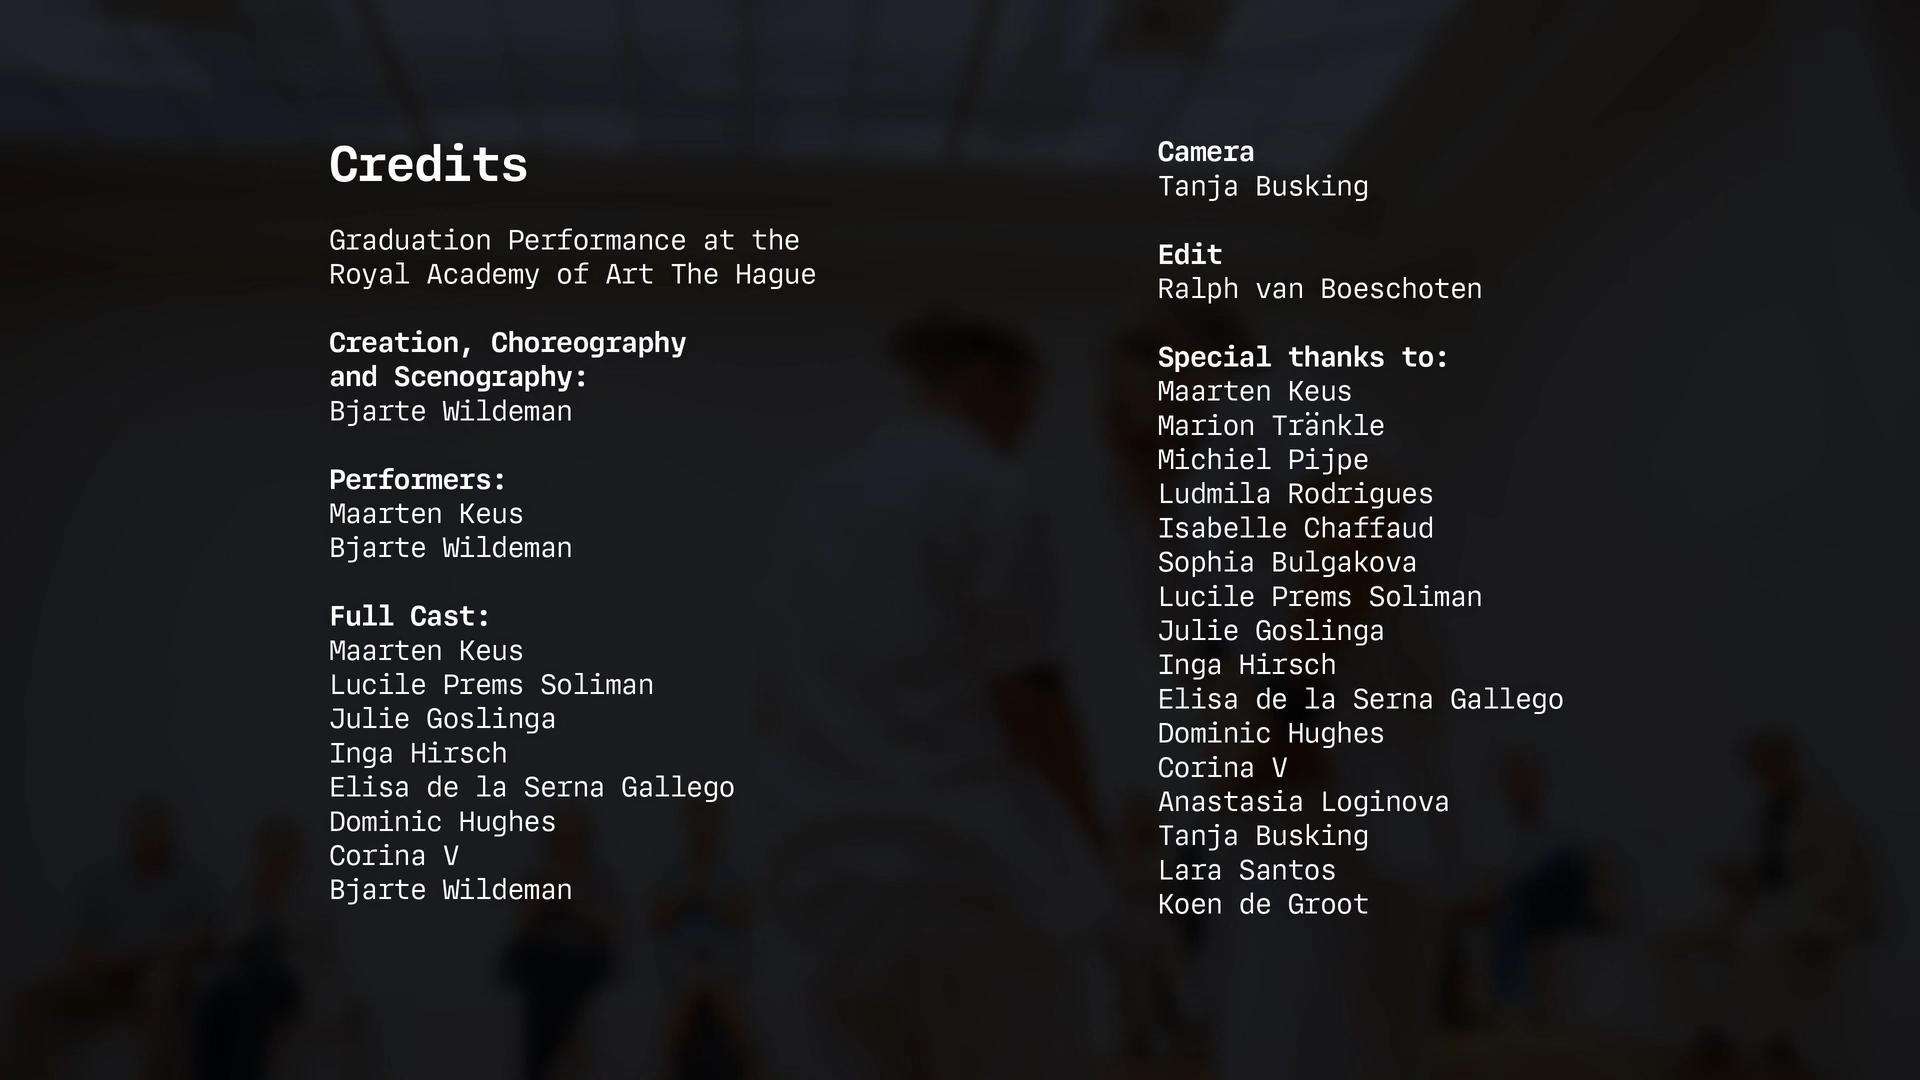 Credits
Graduation Performance at the
Royal Academy of Art The Hague
Creation, Choreography
and Scenography:
Bjarte Wildeman
Performers:
Maarten Keus
Bjarte Wildeman
Full Cast:
Maarten Keus
Lucile Prems Soliman
Julie Goslinga
Inga Hirsch
Elisa de la Serna Gallego
Dominic Hughes
Corina V
Bjarte Wildeman
Camera
Tanja Busking
Edit
Ralph van Boeschoten
Special thanks to:
Maarten Keus
Marion Tränkle
Michiel Pijpe
Ludmila Rodrigues
Isabelle Chaffaud
Sophia Bulgakova
Lucile Prems Soliman
Julie Goslinga
Inga Hirsch
Elisa de la Serna Gallego
Dominic Hughes
Corina V
Anastasia Loginova
Tanja Busking
Lara Santos
Koen de Groot